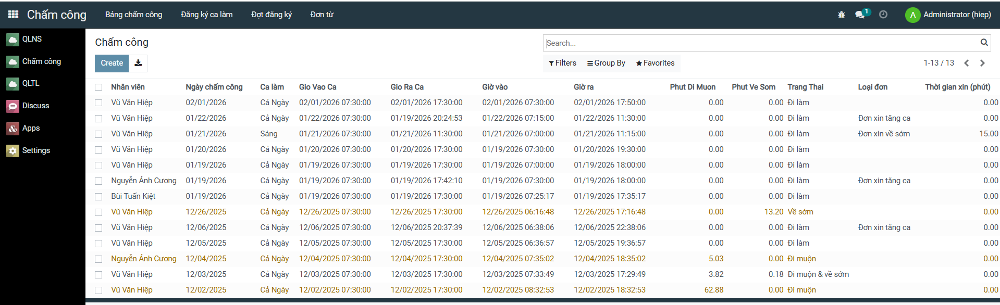 Chấm công Bảng chấm công Đăng ký ca làm Đợt đăng ký Đơn từ 1 A Administrator (hiep)
QLNS
Chấm công
QLTL
Discuss
Apps
Settings
Chấm công Search...
Create Filters Group By Favorites 1-13 / 13
Nhân viên Ngày chấm công Ca làm Gio Vao Ca Gio Ra Ca Giờ vào Giờ ra Phut Di Muon Phut Ve Som Trang Thai Loại đơn Thời gian xin (phút)
Vũ Văn Hiệp 02/01/2026 Cả Ngày 02/01/2026 07:30:00 02/01/2026 17:30:00 02/01/2026 07:30:00 02/01/2026 17:50:00 0.00 0.00 Đi làm 0.00
Vũ Văn Hiệp 01/22/2026 Cả Ngày 01/22/2026 07:30:00 01/19/2026 20:24:53 01/22/2026 07:15:00 01/22/2026 11:30:00 0.00 0.00 Đi làm Đơn xin tăng ca 0.00
Vũ Văn Hiệp 01/21/2026 Sáng 01/21/2026 07:30:00 01/21/2026 11:30:00 01/21/2026 07:00:00 01/21/2026 11:15:00 0.00 0.00 Đi làm Đơn xin về sớm 15.00
Vũ Văn Hiệp 01/20/2026 Cả Ngày 01/20/2026 07:30:00 01/20/2026 17:30:00 01/19/2026 07:30:00 01/20/2026 19:30:00 0.00 0.00 Đi làm 0.00
Vũ Văn Hiệp 01/19/2026 Cả Ngày 01/19/2026 07:30:00 01/19/2026 17:30:00 01/19/2026 07:00:00 01/19/2026 18:00:00 0.00 0.00 Đi làm 0.00
Nguyễn Ánh Cương 01/19/2026 Cả Ngày 01/19/2026 07:30:00 01/19/2026 17:42:10 01/19/2026 07:30:00 01/19/2026 18:00:00 0.00 0.00 Đi làm Đơn xin tăng ca 0.00
Bùi Tuấn Kiệt 01/19/2026 Cả Ngày 01/19/2026 07:30:00 01/19/2026 17:30:00 01/19/2026 07:25:17 01/19/2026 17:35:17 0.00 0.00 Đi làm 0.00
Vũ Văn Hiệp 12/26/2025 Cả Ngày 12/26/2025 07:30:00 12/26/2025 17:30:00 12/26/2025 06:16:48 12/26/2025 17:16:48 0.00 13.20 Về sớm 0.00
Vũ Văn Hiệp 12/06/2025 Cả Ngày 12/06/2025 07:30:00 12/06/2025 20:37:39 12/06/2025 06:38:06 12/06/2025 22:38:06 0.00 0.00 Đi làm Đơn xin tăng ca 0.00
Vũ Văn Hiệp 12/05/2025 Cả Ngày 12/05/2025 07:30:00 12/05/2025 17:30:00 12/05/2025 06:36:57 12/05/2025 19:36:57 0.00 0.00 Đi làm 0.00
Nguyễn Ánh Cương 12/04/2025 Cả Ngày 12/04/2025 07:30:00 12/04/2025 17:30:00 12/04/2025 07:35:02 12/04/2025 18:35:02 5.03 0.00 Đi muộn 0.00
Vũ Văn Hiệp 12/03/2025 Cả Ngày 12/03/2025 07:30:00 12/03/2025 17:30:00 12/03/2025 07:33:49 12/03/2025 17:29:49 3.82 0.18 Đi muộn & về sớm 0.00
Vũ Văn Hiệp 12/02/2025 Cả Ngày 12/02/2025 07:30:00 12/02/2025 17:30:00 12/02/2025 08:32:53 12/02/2025 18:32:53 62.88 0.00 Đi muộn 0.00